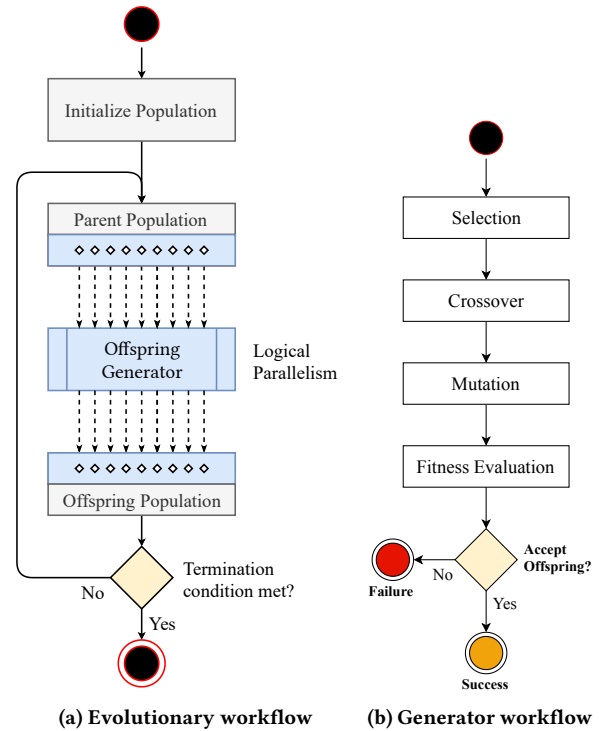 Initialize Population
Parent Population
Offspring
Generator
Logical
Parallelism
Offspring Population
Termination
condition met?
No
Yes
(a) Evolutionary workflow
Selection
Crossover
Mutation
Fitness Evaluation
Accept
Offspring?
No
Failure
Yes
Success
(b) Generator workflow